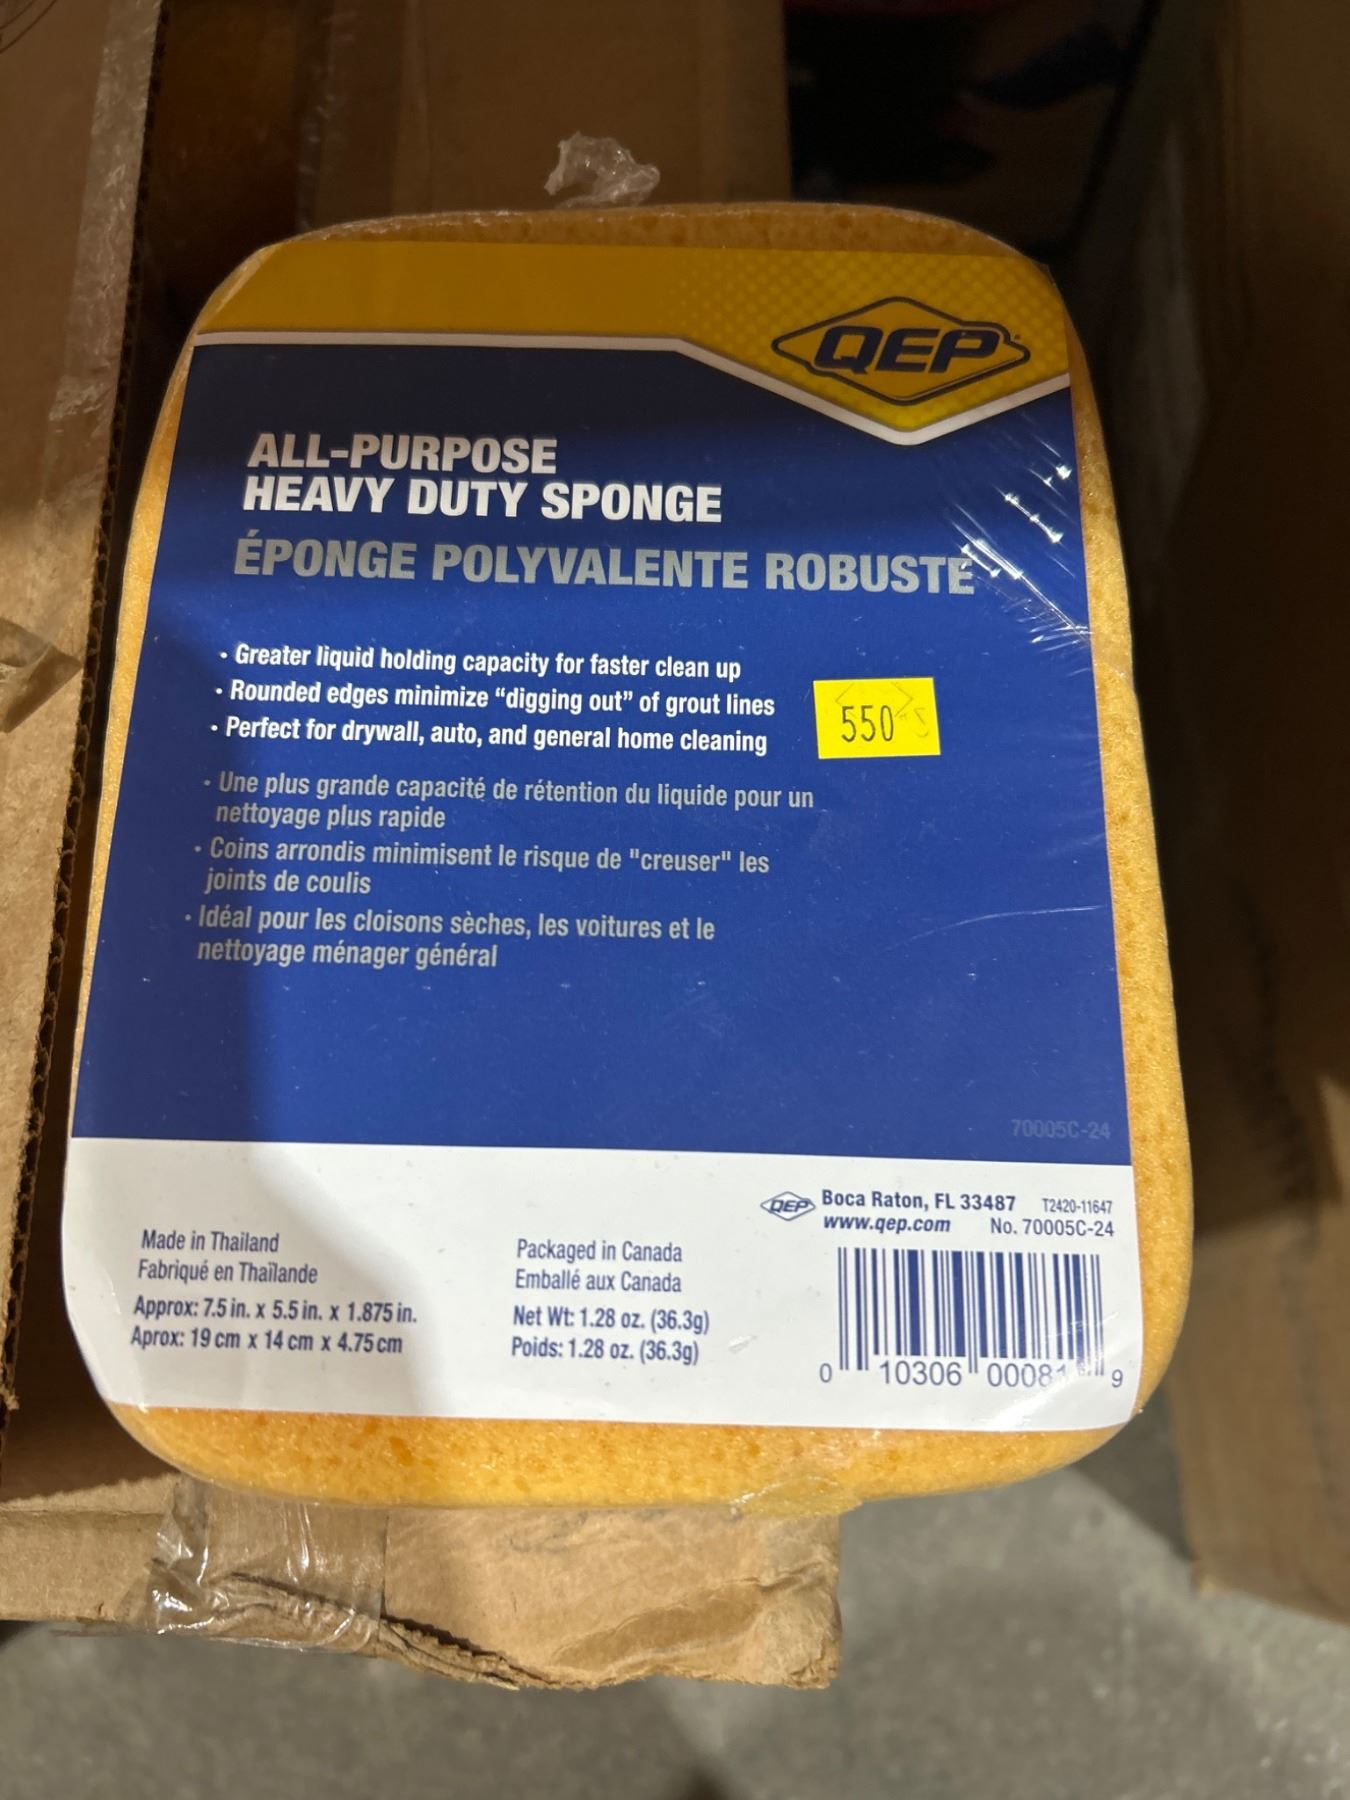 QEP
ALL-PURPOSE
HEAVY DUTY SPONGE
ÉPONGE POLYVALENTE ROBUSTE
• Greater liquid holding capacity for faster clean up
• Rounded edges minimize “digging out” of grout lines
• Perfect for drywall, auto, and general home cleaning
550
• Une plus grande capacité de rétention du liquide pour un
nettoyage plus rapide
• Coins arrondis minimisent le risque de "creuser" les
joints de coulis
• Idéal pour les cloisons sèches, les voitures et le
nettoyage ménager général
70005C-24
QEP Boca Raton, FL 33487 T2420-11647
www.qep.com No. 70005C-24
Made in Thailand
Fabriqué en Thaïlande
Approx: 7.5 in. x 5.5 in. x 1.875 in.
Aprox: 19 cm x 14 cm x 4.75 cm
Packaged in Canada
Emballé aux Canada
Net Wt: 1.28 oz. (36.3g)
Poids: 1.28 oz. (36.3g)
0 10306 9